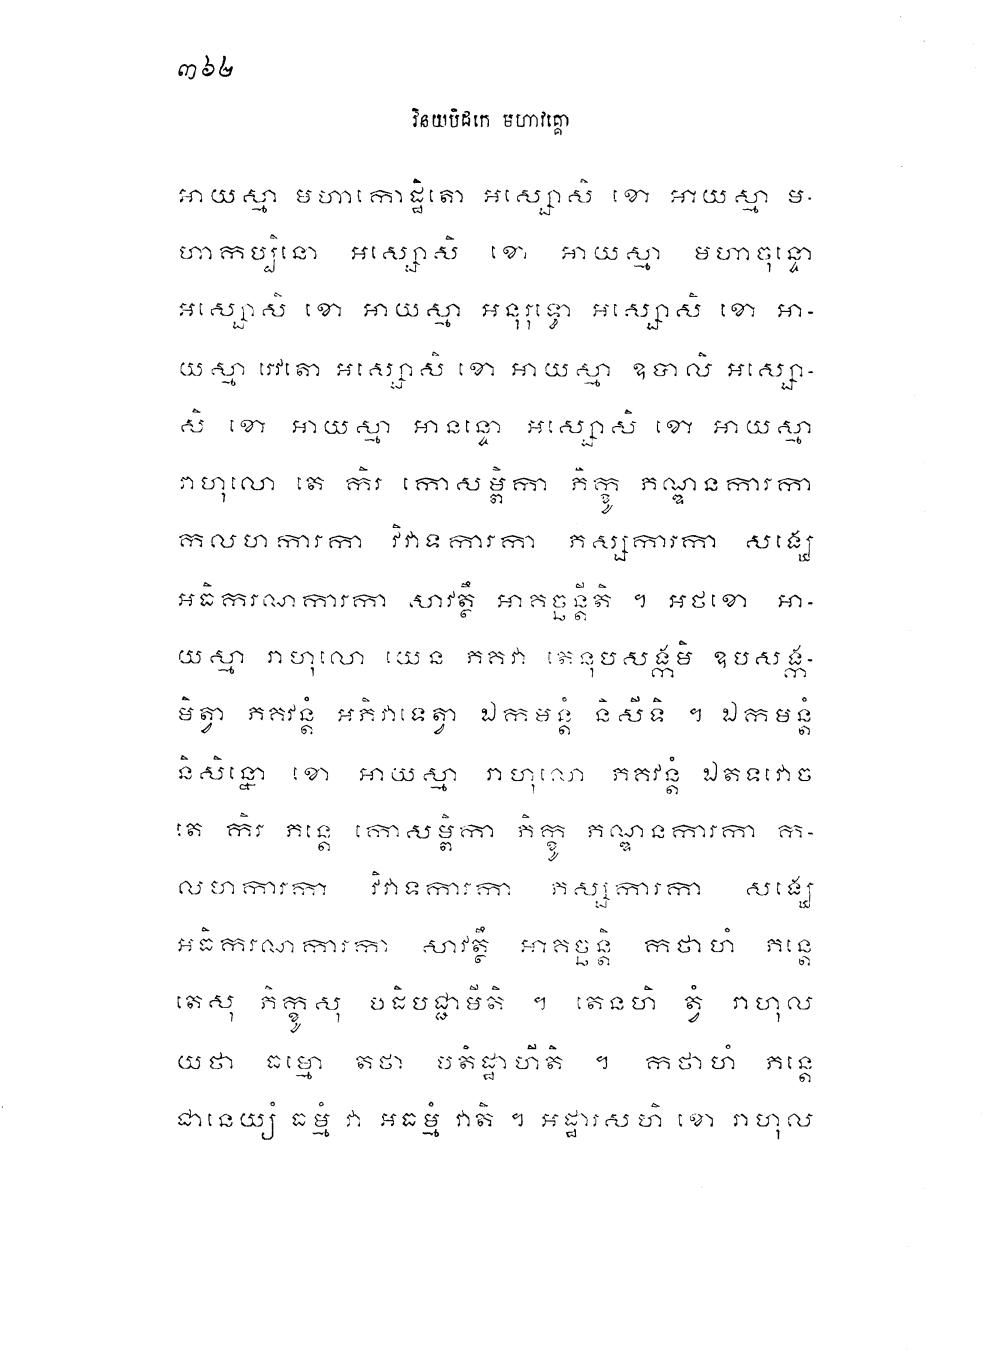 ៣៦២
វិនយបិដកេ មហាវគ្គោ
អាយស្មា មហាកោដ្ឋិតោ អស្សោសិ ខោ អាយស្មា ម-
ហាកប្បិនោ អស្សោសិ ខោ អាយស្មា មហាចុន្ទោ
អស្សោសិ ខោ អាយស្មា អនុរុទ្ធោ អស្សោសិ ខោ អា-
យស្មា រេវតោ អស្សោសិ ខោ អាយស្មា ឧបាលិ អស្សោ-
សិ ខោ អាយស្មា អានន្ទោ អស្សោសិ ខោ អាយស្មា
រាហុលោ តេ កិរ កោសម្ពិកា ភិក្ខូ ភណ្ឌនការកា
កលហការកា វិវាទការកា ភស្សការកា សង្ឃេ
អធិករណការកា សាវត្ថឹ អាគច្ឆន្តីតិ ។ អថខោ អា-
យស្មា រាហុលោ យេន ភគវា តេនុបសង្កមិ ឧបសង្ក-
មិត្វា ភគវន្តំ អភិវាទេត្វា ឯកមន្តំ និសីទិ ។ ឯកមន្តំ
និសិន្នោ ខោ អាយស្មា រាហុលោ ភគវន្តំ ឯតទវោច
តេ កិរ ភន្តេ កោសម្ពិកា ភិក្ខូ ភណ្ឌនការកា ក-
លហការកា វិវាទការកា ភស្សការកា សង្ឃេ
អធិករណការកា សាវត្ថឹ អាគច្ឆន្តិ កថាហំ ភន្តេ
តេសុ ភិក្ខូសុ បដិបជ្ជាមីតិ ។ តេនហិ ត្វំ រាហុល
យថា ធម្មោ តថា បតិដ្ឋាហីតិ ។ កថាហំ ភន្តេ
ជានេយ្យំ ធម្មំ វា អធម្មំ វាតិ ។ អដ្ឋារសហិ ខោ រាហុល